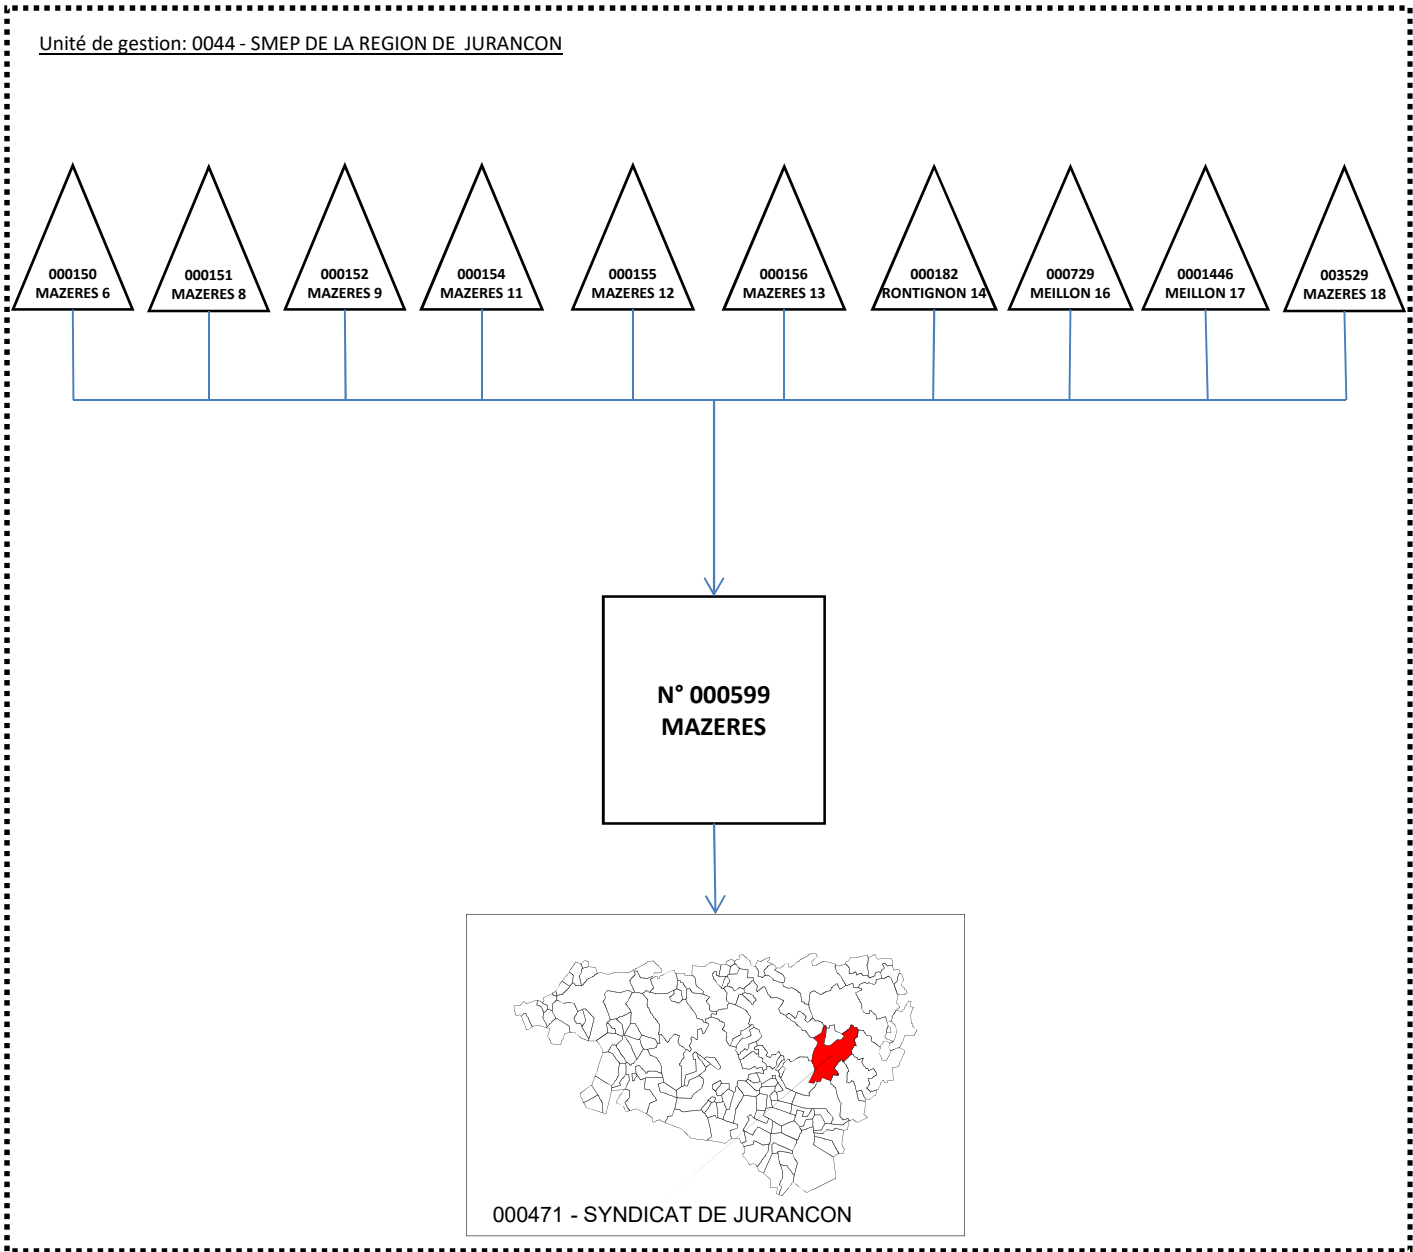 Unité de gestion: 0044 - SMEP DE LA REGION DE JURANCON
000150
MAZERES 6
000151
MAZERES 8
000152
MAZERES 9
000154
MAZERES 11
000155
MAZERES 12
000156
MAZERES 13
000182
RONTIGNON 14
000729
MEILLON 16
0001446
MEILLON 17
003529
MAZERES 18
N° 000599
MAZERES
000471 - SYNDICAT DE JURANCON